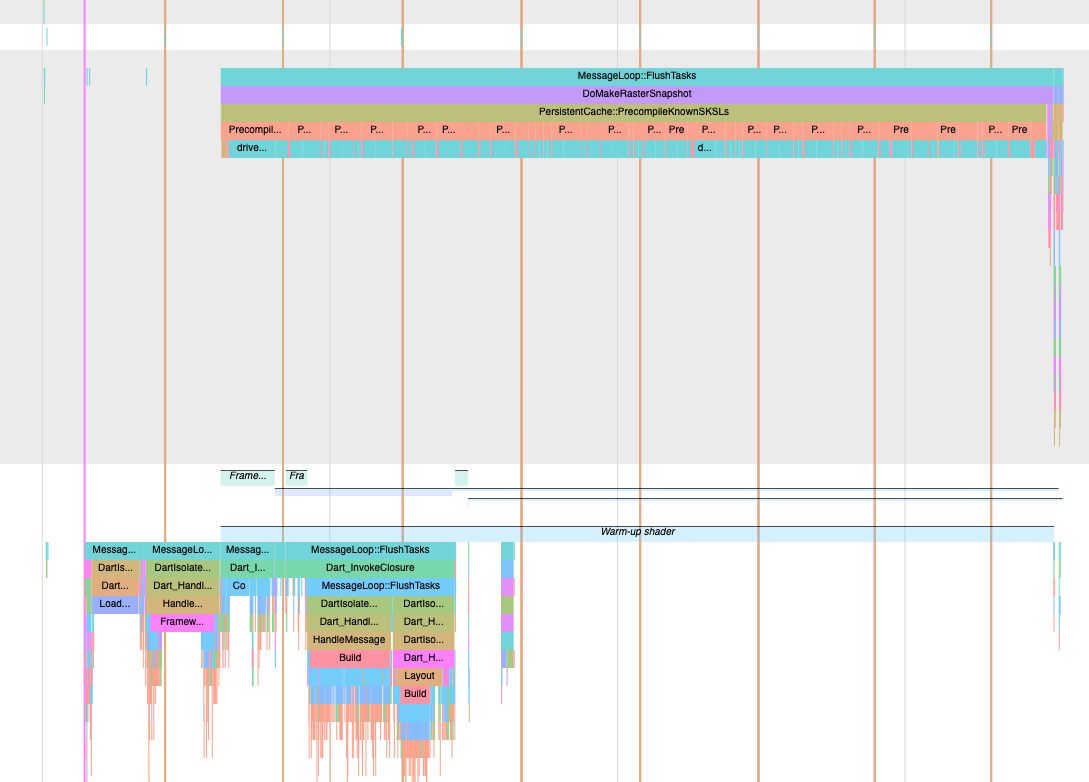 MessageLoop::FlushTasks
DoMakeRasterSnapshot
PersistentCache::PrecompileKnownSKSLs
Precompil... P... P... P... P... P... P... P... P... P... Pre P... P... P... P... P... Pre Pre P... Pre
drive... d...
Frame... Fra
Warm-up shader
Messag... MessageLo... Messag... MessageLoop::FlushTasks
DartIs... DartIsolate... Dart_I... Dart_InvokeClosure
Dart... Dart_Handl... Co MessageLoop::FlushTasks
Load... Handle... DartIsolate... DartIso...
Framew... Dart_Handl... Dart_H...
HandleMessage DartIso...
Build Dart_H...
Layout
Build